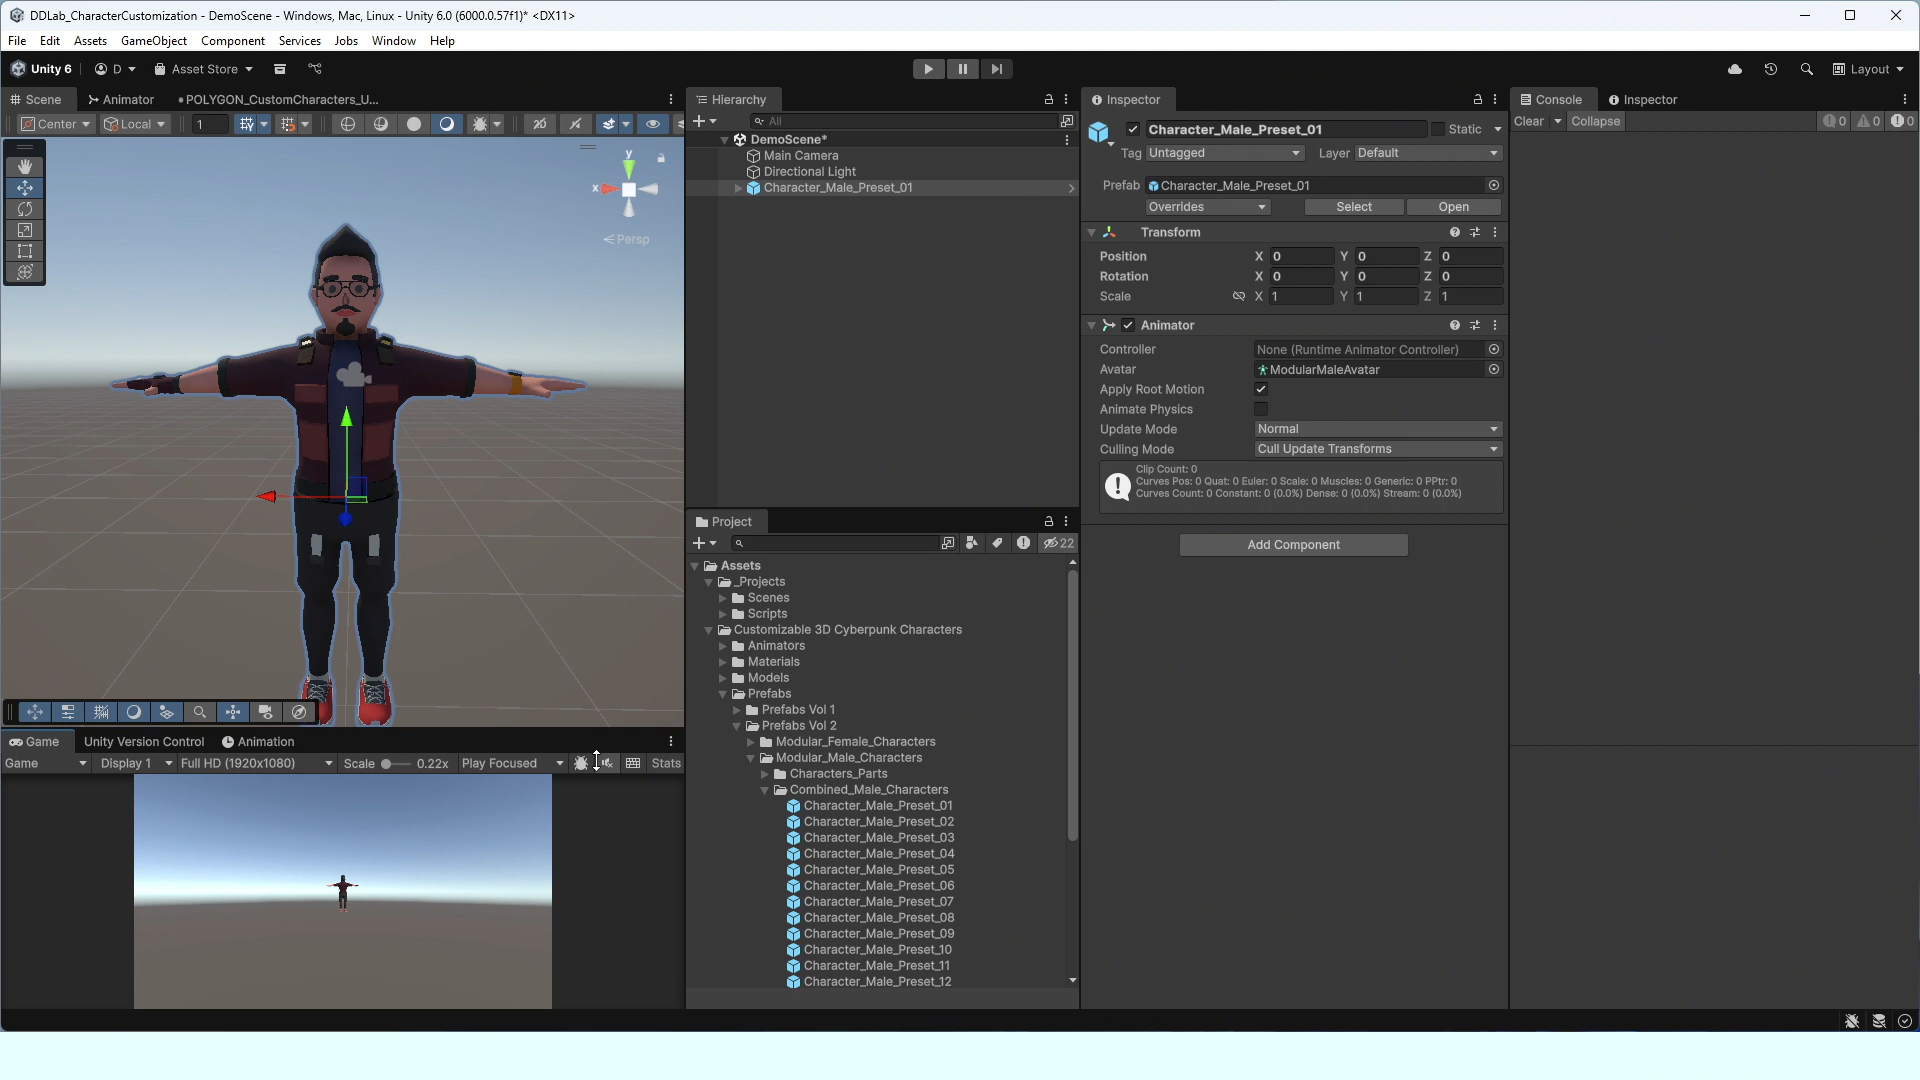 DDLab_CharacterCustomization - DemoScene - Windows, Mac, Linux - Unity 6.0 (6000.0.57f1)* <DX11>
File Edit Assets GameObject Component Services Jobs Window Help
Unity 6 D Asset Store Layout
Scene Animator POLYGON_CustomCharacters_U...
Center Local 1 2D
y
x
Persp
Hierarchy
All
DemoScene*
Main Camera
Directional Light
Character_Male_Preset_01
Inspector
Character_Male_Preset_01 Static
Tag Untagged Layer Default
Prefab Character_Male_Preset_01
Overrides Select Open
Transform
Position X 0 Y 0 Z 0
Rotation X 0 Y 0 Z 0
Scale X 1 Y 1 Z 1
Animator
Controller None (Runtime Animator Controller)
Avatar ModularMaleAvatar
Apply Root Motion
Animate Physics
Update Mode Normal
Culling Mode Cull Update Transforms
Clip Count: 0
Curves Pos: 0 Quat: 0 Euler: 0 Scale: 0 Muscles: 0 Generic: 0 PPtr: 0
Curves Count: 0 Constant: 0 (0.0%) Dense: 0 (0.0%) Stream: 0 (0.0%)
Add Component
Console Inspector
Clear Collapse 0 0 0
Project
22
Assets
_Projects
Scenes
Scripts
Customizable 3D Cyberpunk Characters
Animators
Materials
Models
Prefabs
Prefabs Vol 1
Prefabs Vol 2
Modular_Female_Characters
Modular_Male_Characters
Characters_Parts
Combined_Male_Characters
Character_Male_Preset_01
Character_Male_Preset_02
Character_Male_Preset_03
Character_Male_Preset_04
Character_Male_Preset_05
Character_Male_Preset_06
Character_Male_Preset_07
Character_Male_Preset_08
Character_Male_Preset_09
Character_Male_Preset_10
Character_Male_Preset_11
Character_Male_Preset_12
Game Unity Version Control Animation
Game Display 1 Full HD (1920x1080) Scale 0.22x Play Focused Stats